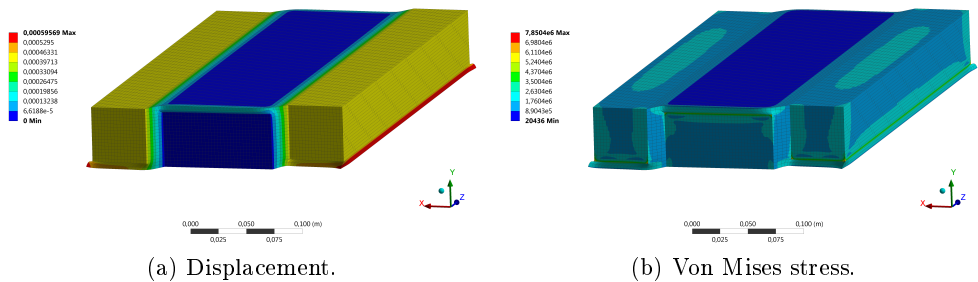 0,00059569 Max
0,0005295
0,00046331
0,00039713
0,00033094
0,00026475
0,00019856
0,00013238
6,6188e-5
0 Min
Y
X
Z
0,000 0,050 0,100 (m)
0,025 0,075
(a) Displacement.
7,8504e6 Max
6,9804e6
6,1104e6
5,2404e6
4,3704e6
3,5004e6
2,6304e6
1,7604e6
8,9043e5
20436 Min
Y
X
Z
0,000 0,050 0,100 (m)
0,025 0,075
(b) Von Mises stress.